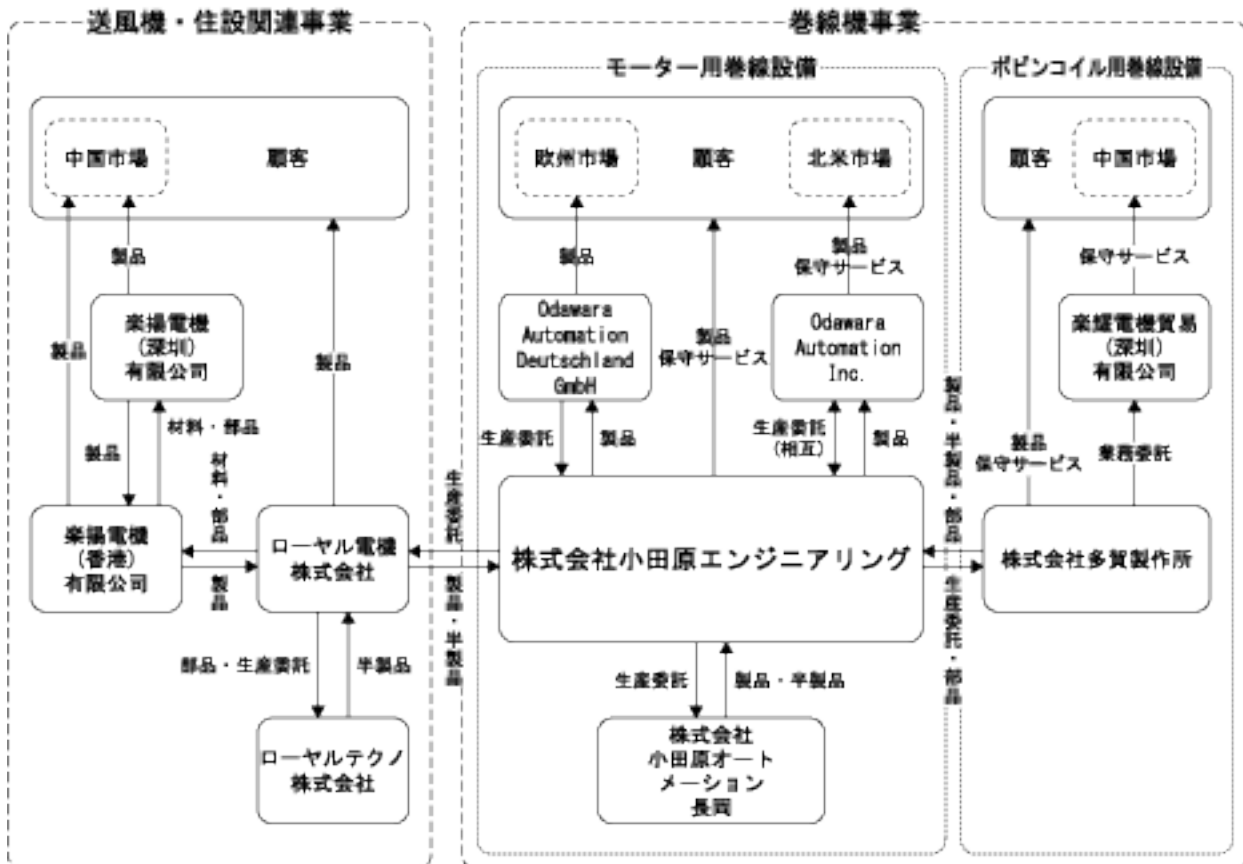 送風機・住設関連事業
中国市場
顧客
製品
製品
楽揚電機
(深圳)
有限公司
製品
製品
材料・部品
材料・部品
楽揚電機
(香港)
有限公司
製品
ローヤル電機
株式会社
部品・生産委託
半製品
ローヤルテクノ
株式会社
生産委託
製品・半製品
巻線機事業
モーター用巻線設備
欧州市場
顧客
北米市場
製品
製品
保守サービス
Odawara
Automation
Deutschland
GmbH
製品
保守サービス
Odawara
Automation
Inc.
生産委託
製品
生産委託
(相互)
製品
株式会社小田原エンジニアリング
生産委託
製品・半製品
株式会社
小田原オート
メーション
長岡
製品・半製品・部品
生産委託・部品
ボビンコイル用巻線設備
顧客
中国市場
保守サービス
楽耀電機貿易
(深圳)
有限公司
製品
保守サービス
業務委託
株式会社多賀製作所